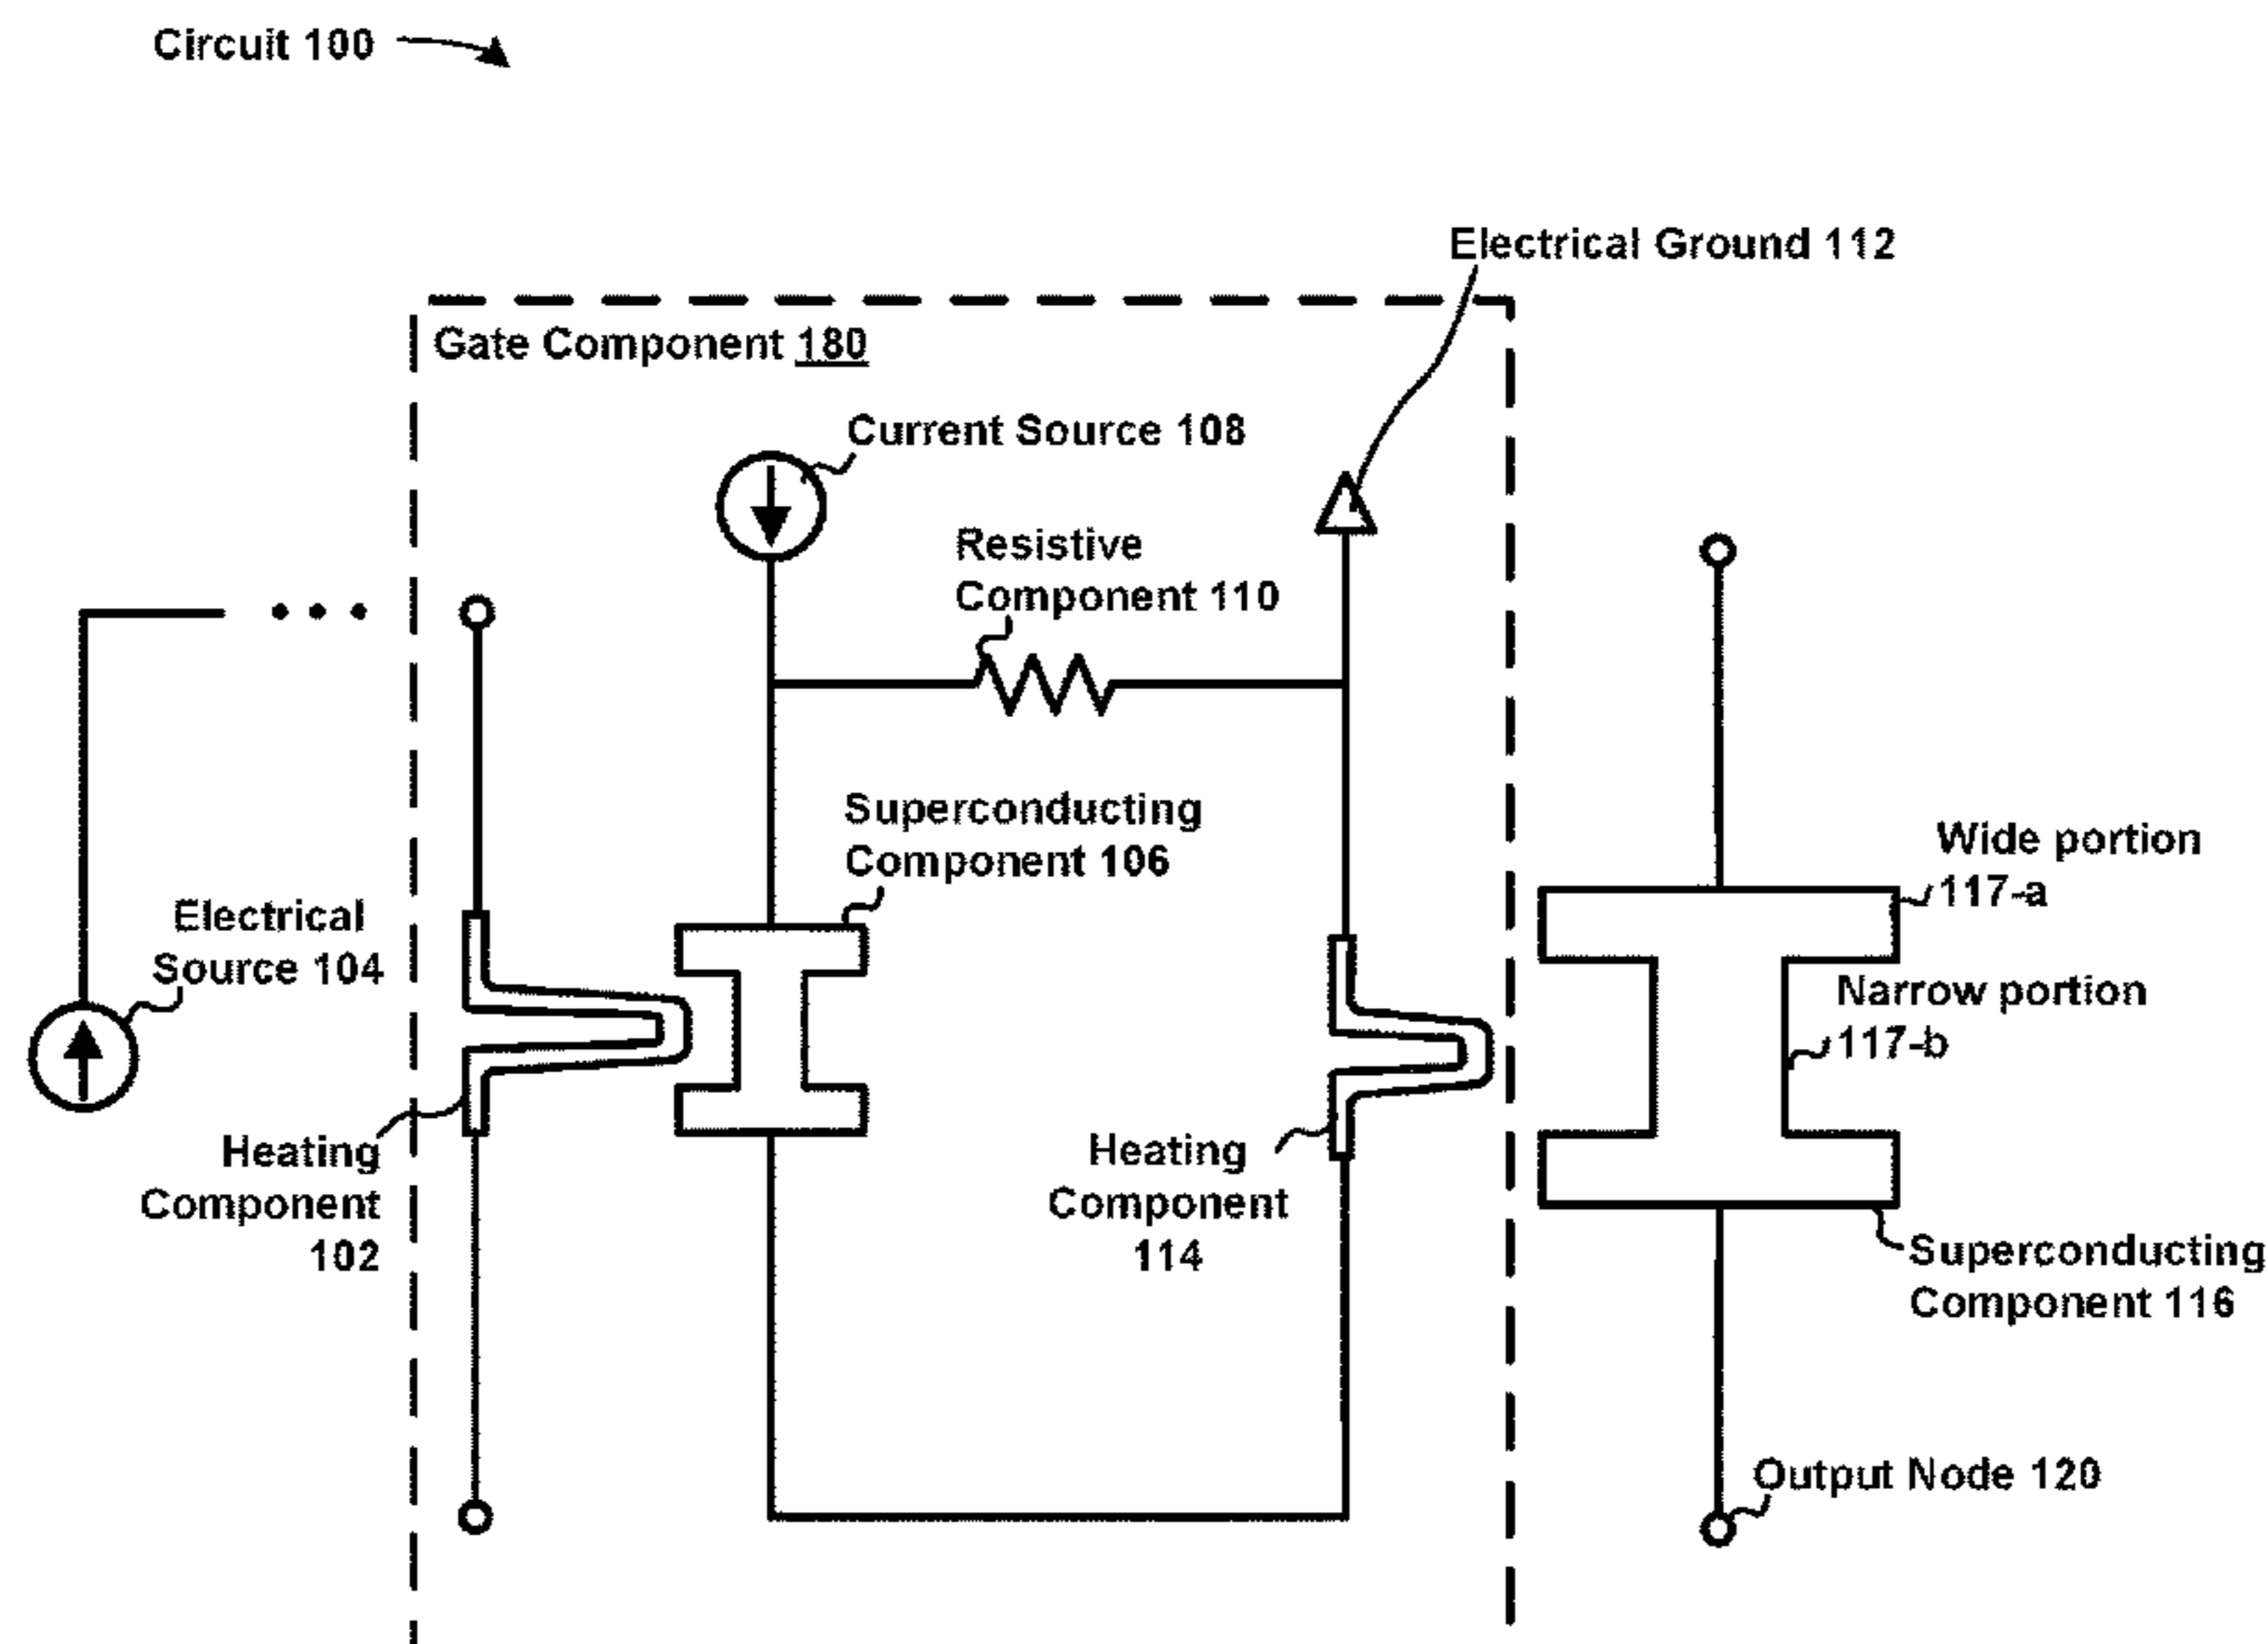 Circuit 100
Electrical Ground 112
Gate Component 180
Current Source 108
Resistive
Component 110
Superconducting
Component 106
Wide portion
117-a
Electrical
Source 104
Narrow portion
117-b
Heating
Component
102
Heating
Component
114
Superconducting
Component 116
Output Node 120